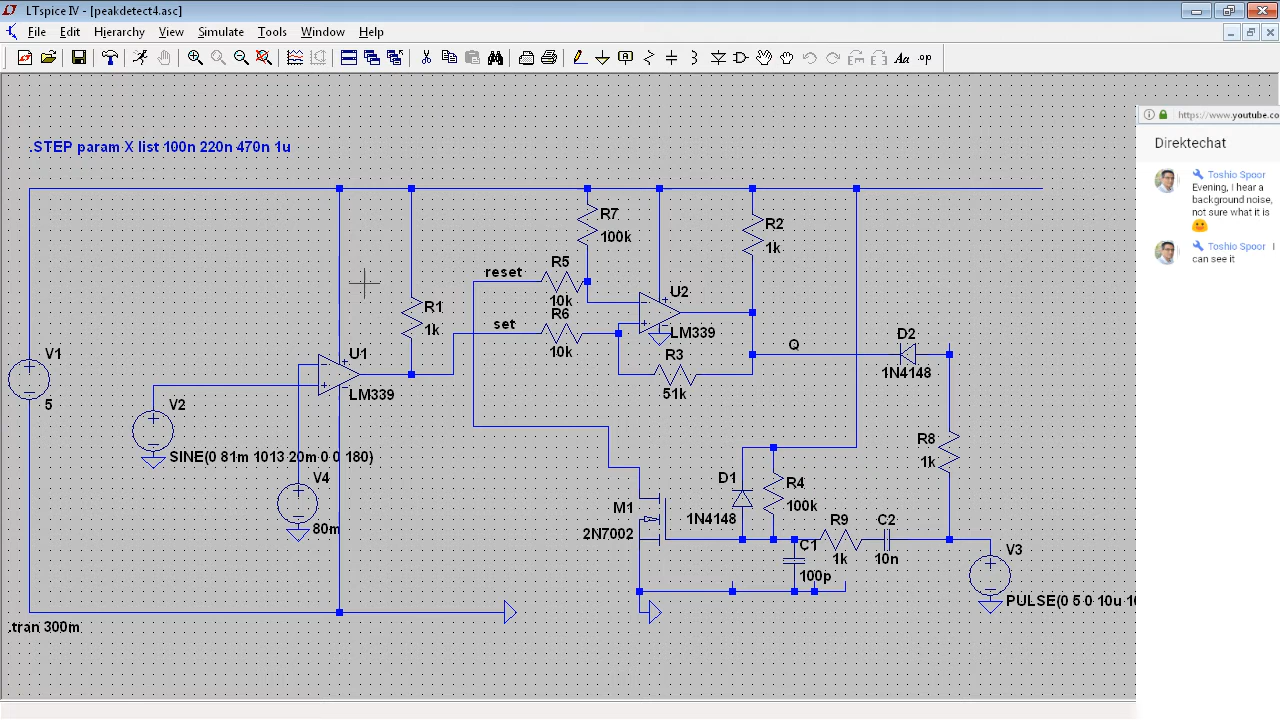 LTspice IV - [peakdetect4.asc]
File Edit Hierarchy View Simulate Tools Window Help
Aa .op
.STEP param X list 100n 220n 470n 1u
R7
100k
R2
1k
reset
R5
10k
U2
LM339
R1
1k
set
R6
10k
R3
51k
Q
D2
1N4148
V1
5
U1
LM339
V2
SINE(0 81m 1013 20m 0 0 180)
V4
80m
R8
1k
D1
1N4148
R4
100k
M1
2N7002
R9
1k
C2
10n
C1
100p
V3
PULSE(0 5 0 10u 10
.tran 300m
https://www.youtube.co
Direktechat
Toshio Spoor
Evening, I hear a
background noise,
not sure what it is
Toshio Spoor I
can see it